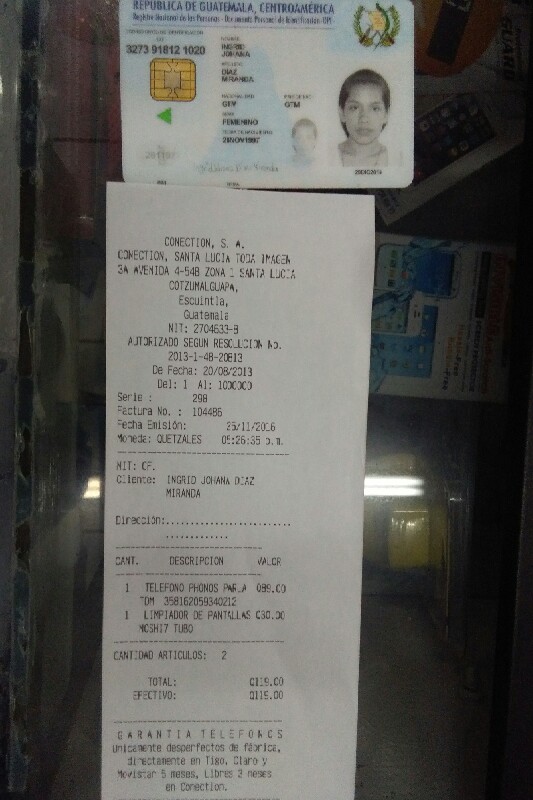 REPÚBLICA DE GUATEMALA, CENTROAMÉRICA
Registro Nacional de las Personas - Documento Personal de Identificación -DPI-
CUI
3273 91812 1020
INGRID
JOHANA
DÍAZ
MIRANDA
GTM
GTM
FEMENINO
CONECTION, S. A.
CONECTION, SANTA LUCIA TODA IMAGEN
3A AVENIDA 4-54B ZONA 1 SANTA LUCIA
COTZUMALGUAPA,
Escuintla,
Guatemala
NIT: 2704633-8
AUTORIZADO SEGUN RESOLUCION No.
2013-1-48-20813
De Fecha: 20/08/2013
Del: 1 Al: 1000000
Serie : 298
Factura No. : 104486
Fecha Emisión: 25/11/2016
Moneda: QUETZALES 05:26:35 p.m.
NIT: CF.
Cliente: INGRID JOHANA DIAZ
MIRANDA
Dirección:........................
.............
CANT. DESCRIPCION VALOR
1 TELEFONO PHONOS PARLA Q89.00
TDM 358162059340212
1 LIMPIADOR DE PANTALLAS Q30.00
MOSHI7 TUBO
CANTIDAD ARTICULOS: 2
TOTAL: Q119.00
EFECTIVO: Q119.00
GARANTIA TELEFONOS
Unicamente desperfectos de fábrica,
directamente en Tigo, Claro y
Movistar 5 meses, Libres 2 meses
en Conection.